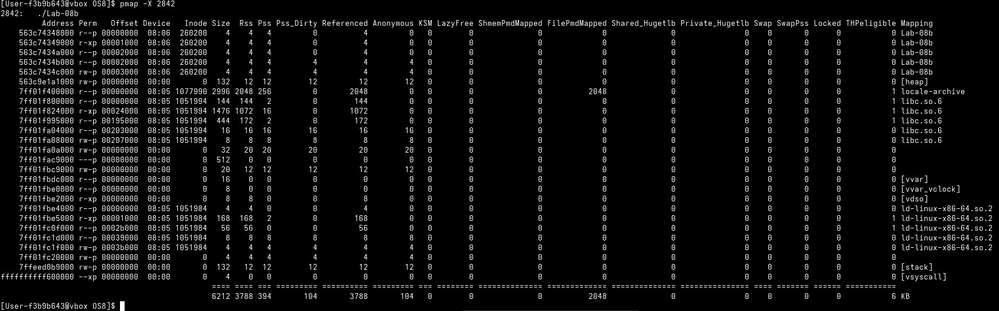 [User-f3b9b643@vbox OS8]$ pmap -X 2842
2842:   ./Lab-08b
         Address Perm   Offset Device   Inode Size  Rss Pss Pss_Dirty Referenced Anonymous KSM LazyFree ShmemPmdMapped FilePmdMapped Shared_Hugetlb Private_Hugetlb Swap SwapPss Locked THPeligible Mapping
    563c74348000 r--p 00000000  08:06  260200    4    4   4         0          4         0   0        0              0             0              0               0    0       0      0           0 Lab-08b
    563c74349000 r-xp 00001000  08:06  260200    4    4   4         0          4         0   0        0              0             0              0               0    0       0      0           0 Lab-08b
    563c7434a000 r--p 00002000  08:06  260200    4    4   4         0          4         0   0        0              0             0              0               0    0       0      0           0 Lab-08b
    563c7434b000 r--p 00002000  08:06  260200    4    4   4         4          4         4   0        0              0             0              0               0    0       0      0           0 Lab-08b
    563c7434c000 rw-p 00003000  08:06  260200    4    4   4         4          4         4   0        0              0             0              0               0    0       0      0           0 Lab-08b
    563c9e1a1000 rw-p 00000000  00:00       0  132   12  12        12         12        12   0        0              0             0              0               0    0       0      0           0 [heap]
    7ff01f400000 r--p 00000000  08:05 1077990 2996 2048 256         0       2048         0   0        0              0          2048              0               0    0       0      0           1 locale-archive
    7ff01f800000 r--p 00000000  08:05 1051994  144  144   2         0        144         0   0        0              0             0              0               0    0       0      0           1 libc.so.6
    7ff01f824000 r-xp 00024000  08:05 1051994 1476 1072  16         0       1072         0   0        0              0             0              0               0    0       0      0           1 libc.so.6
    7ff01f995000 r--p 00195000  08:05 1051994  444  172   2         0        172         0   0        0              0             0              0               0    0       0      0           1 libc.so.6
    7ff01fa04000 r--p 00203000  08:05 1051994   16   16  16        16         16        16   0        0              0             0              0               0    0       0      0           0 libc.so.6
    7ff01fa08000 rw-p 00207000  08:05 1051994    8    8   8         8          8         8   0        0              0             0              0               0    0       0      0           0 libc.so.6
    7ff01fa0a000 rw-p 00000000  00:00       0   32   20  20        20         20        20   0        0              0             0              0               0    0       0      0           0
    7ff01fac9000 ---p 00000000  00:00       0  512    0   0         0          0         0   0        0              0             0              0               0    0       0      0           0
    7ff01fbc9000 rw-p 00000000  00:00       0   20   12  12        12         12        12   0        0              0             0              0               0    0       0      0           0
    7ff01fbdc000 r--p 00000000  00:00       0   16    0   0         0          0         0   0        0              0             0              0               0    0       0      0           0 [vvar]
    7ff01fbe0000 r--p 00000000  00:00       0    8    0   0         0          0         0   0        0              0             0              0               0    0       0      0           0 [vvar_vclock]
    7ff01fbe2000 r-xp 00000000  00:00       0    8    8   0         0          8         0   0        0              0             0              0               0    0       0      0           0 [vdso]
    7ff01fbe4000 r--p 00000000  08:05 1051984    4    4   0         0          4         0   0        0              0             0              0               0    0       0      0           0 ld-linux-x86-64.so.2
    7ff01fbe5000 r-xp 00001000  08:05 1051984  168  168   2         0        168         0   0        0              0             0              0               0    0       0      0           1 ld-linux-x86-64.so.2
    7ff01fc0f000 r--p 0002b000  08:05 1051984   56   56   0         0         56         0   0        0              0             0              0               0    0       0      0           1 ld-linux-x86-64.so.2
    7ff01fc1d000 r--p 00039000  08:05 1051984    8    8   8         8          8         8   0        0              0             0              0               0    0       0      0           0 ld-linux-x86-64.so.2
    7ff01fc1f000 rw-p 0003b000  08:05 1051984    4    4   4         4          4         4   0        0              0             0              0               0    0       0      0           0 ld-linux-x86-64.so.2
    7ff01fc20000 rw-p 00000000  00:00       0    4    4   4         4          4         4   0        0              0             0              0               0    0       0      0           0
    7ffeed0b9000 rw-p 00000000  00:00       0  132   12  12        12         12        12   0        0              0             0              0               0    0       0      0           0 [stack]
ffffffffff600000 --xp 00000000  00:00       0    4    0   0         0          0         0   0        0              0             0              0               0    0       0      0           0 [vsyscall]
                                              ==== ==== === ========= ========== ========= === ======== ============== ============= ============== =============== ==== ======= ====== ===========
                                              6212 3788 394       104       3788       104   0        0              0          2048              0               0    0       0      0           6 KB
[User-f3b9b643@vbox OS8]$